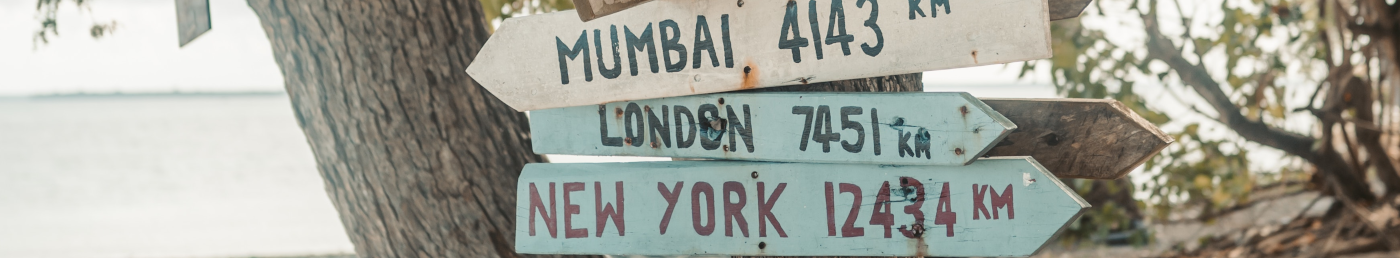 MUMBAI 4143 KM
LONDON 7451 KM
NEW YORK 12434 KM